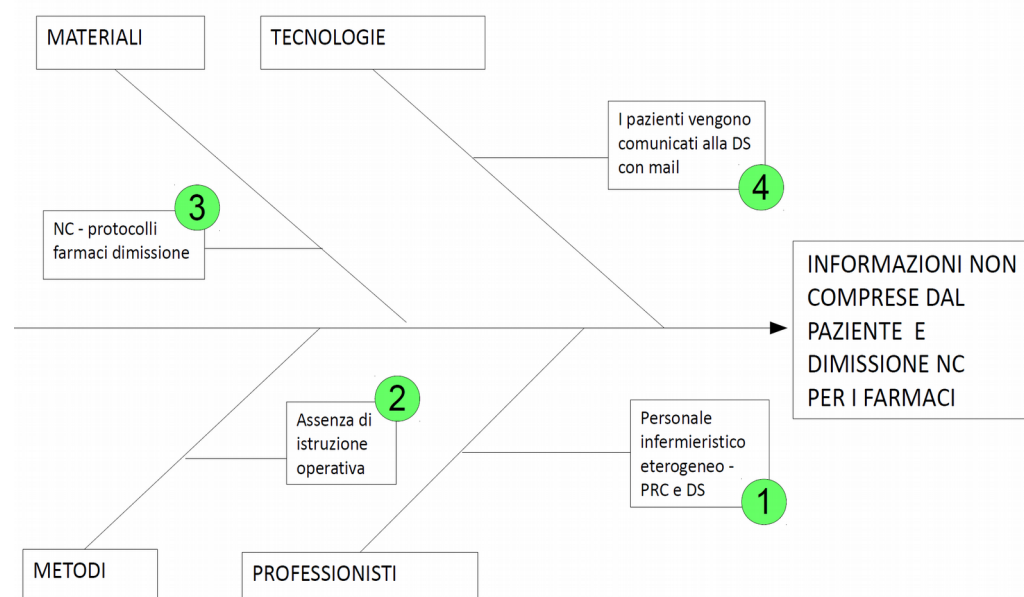 MATERIALI
TECNOLOGIE
I pazienti vengono
comunicati alla DS
con mail
4
3
NC - protocolli
farmaci dimissione
INFORMAZIONI NON
COMPRESE DAL
PAZIENTE E
DIMISSIONE NC
PER I FARMACI
2
Assenza di
istruzione
operativa
Personale
infermieristico
eterogeneo -
PRC e DS
1
METODI
PROFESSIONISTI